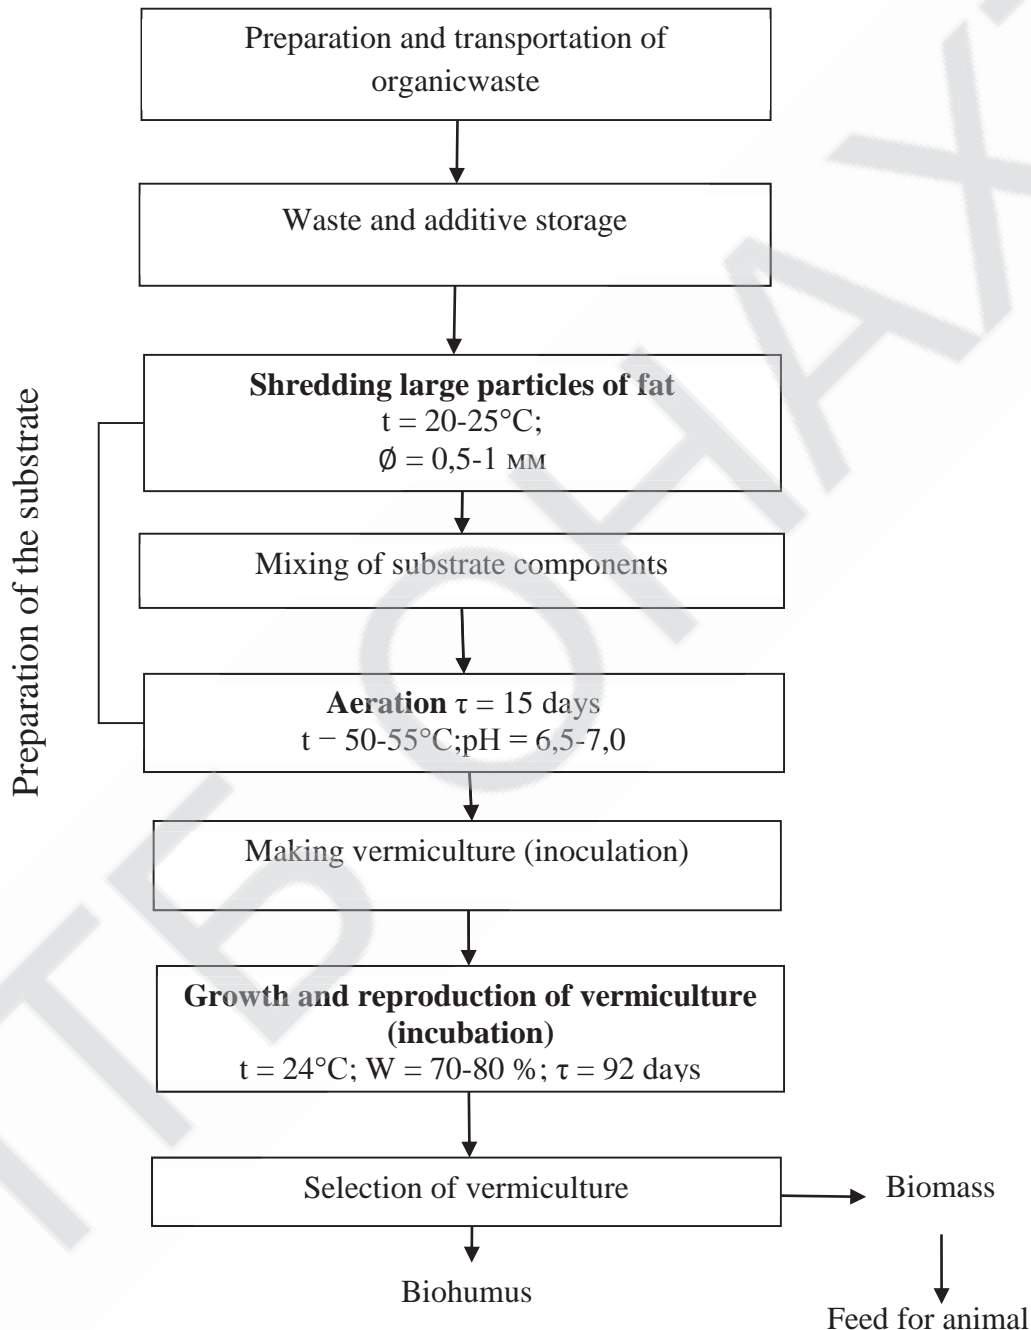 Preparation and transportation of
organicwaste
Waste and additive storage
Preparation of the substrate
Shredding large particles of fat
t = 20-25°C;
Ø = 0,5-1 мм
Mixing of substrate components
Aeration τ = 15 days
t − 50-55°C;pH = 6,5-7,0
Making vermiculture (inoculation)
Growth and reproduction of vermiculture
(incubation)
t = 24°C; W = 70-80 %; τ = 92 days
Selection of vermiculture
Biomass
Biohumus
Feed for animal
ТБ ОНАХТ